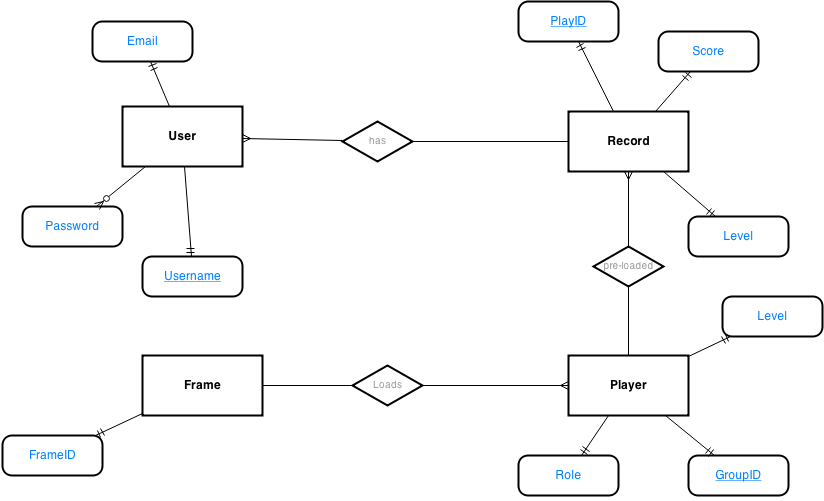 PlayID
Email
Score
User
has
Record
Password
Level
Username
pre-loaded
Level
Frame
Loads
Player
FrameID
Role
GroupID